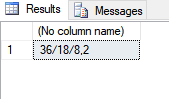 Results Messages
(No column name)
1 36/18/8,2